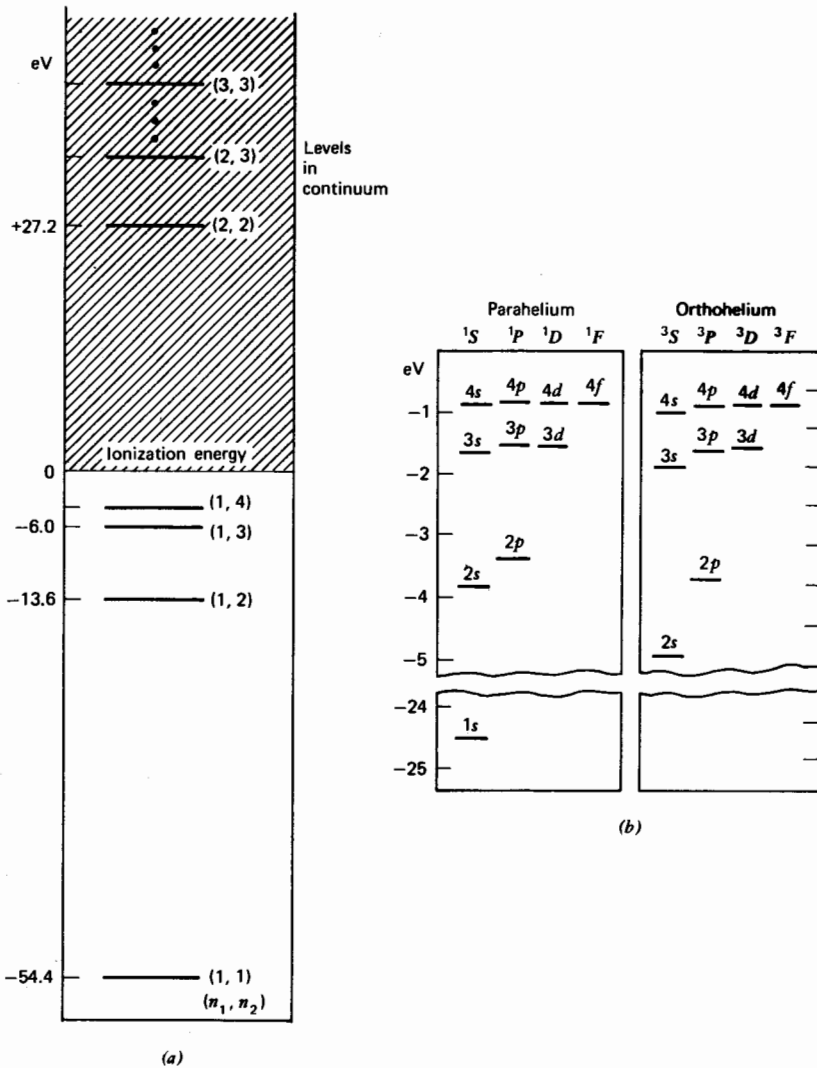 eV
(3, 3)
(2, 3)
Levels
in
continuum
+27.2
(2, 2)
Ionization energy
0
(1, 4)
−6.0
(1, 3)
−13.6
(1, 2)
−54.4
(1, 1)
(n₁, n₂)
(a)
Parahelium
¹S ¹P ¹D ¹F
eV
4s 4p 4d 4f
−1
3s 3p 3d
−2
−3
2p
2s
−4
−5
−24
1s
−25
Orthohelium
³S ³P ³D ³F
4s 4p 4d 4f
3s 3p 3d
2p
2s
(b)